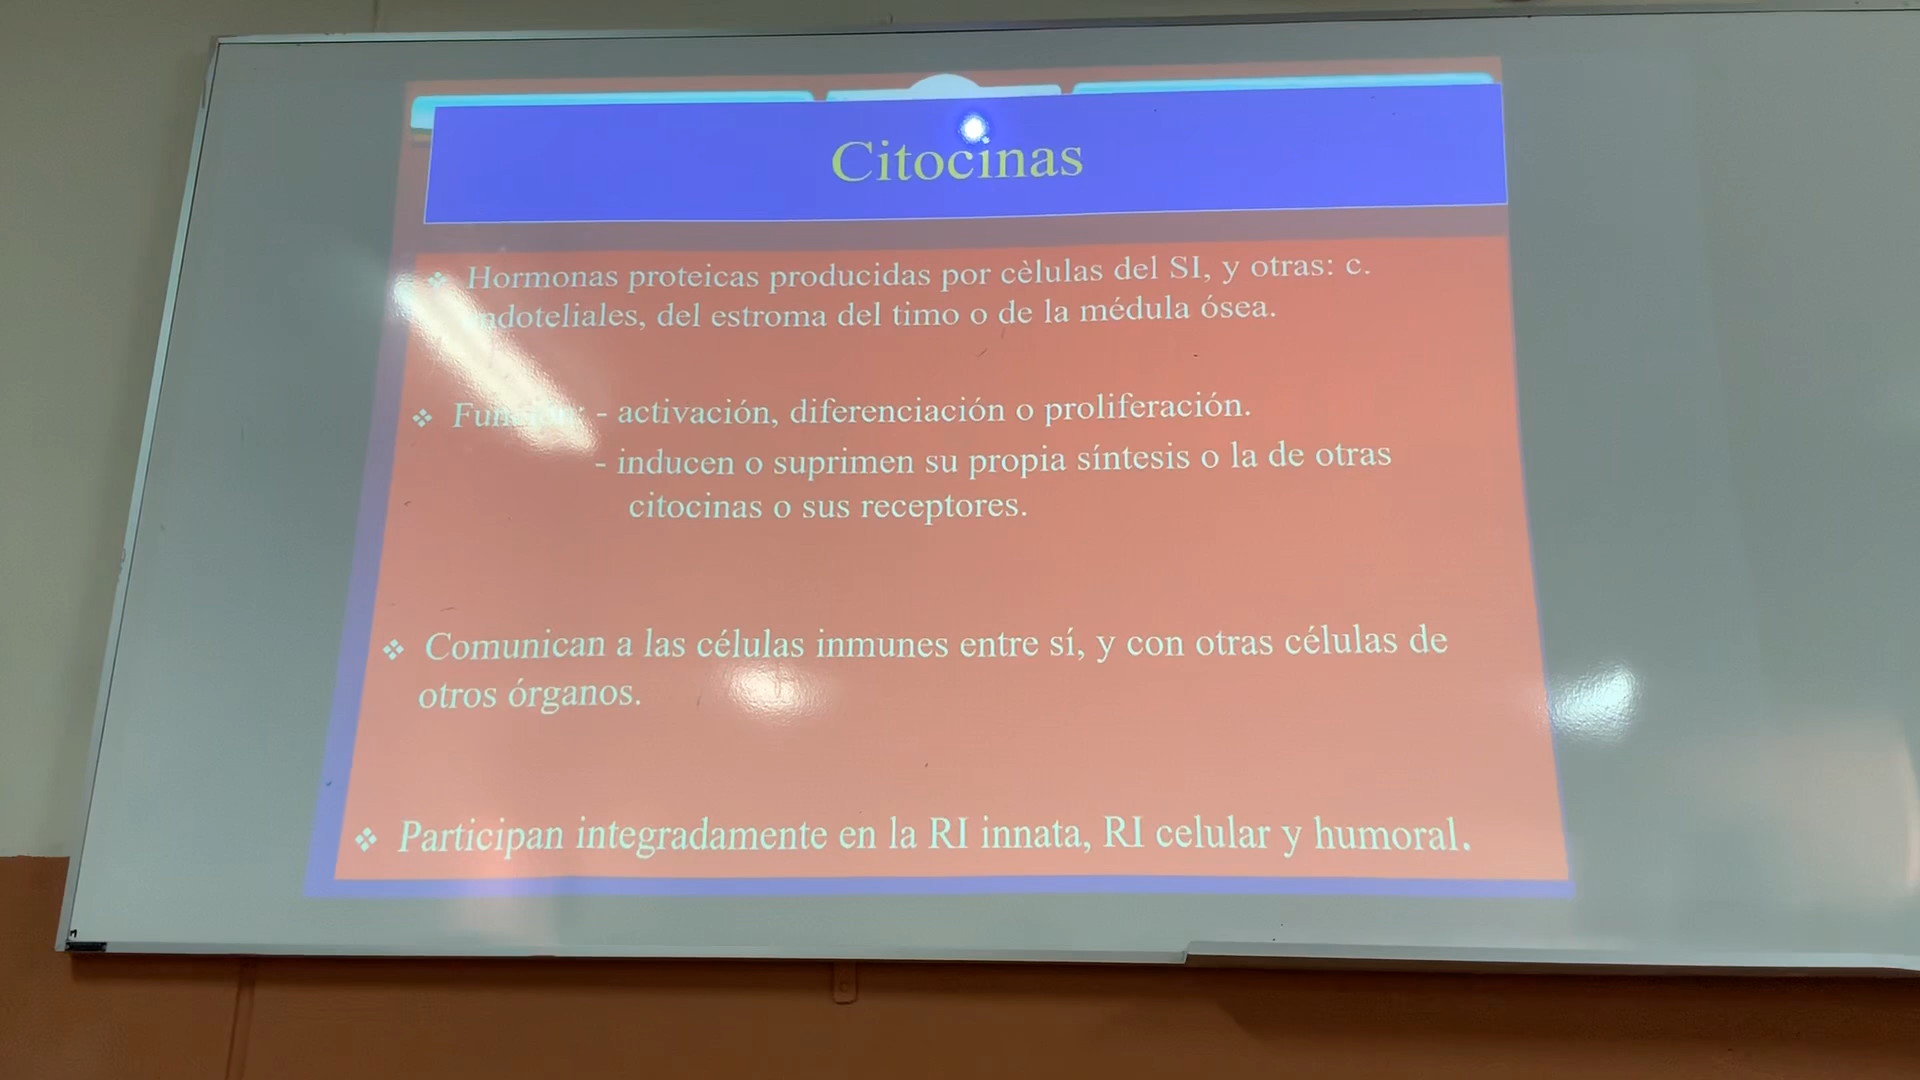 Citocinas
❖ Hormonas proteicas producidas por cèlulas del SI, y otras: c.
endoteliales, del estroma del timo o de la médula ósea.
❖ Función: - activación, diferenciación o proliferación.
- inducen o suprimen su propia síntesis o la de otras
citocinas o sus receptores.
❖ Comunican a las células inmunes entre sí, y con otras células de
otros órganos.
❖ Participan integradamente en la RI innata, RI celular y humoral.